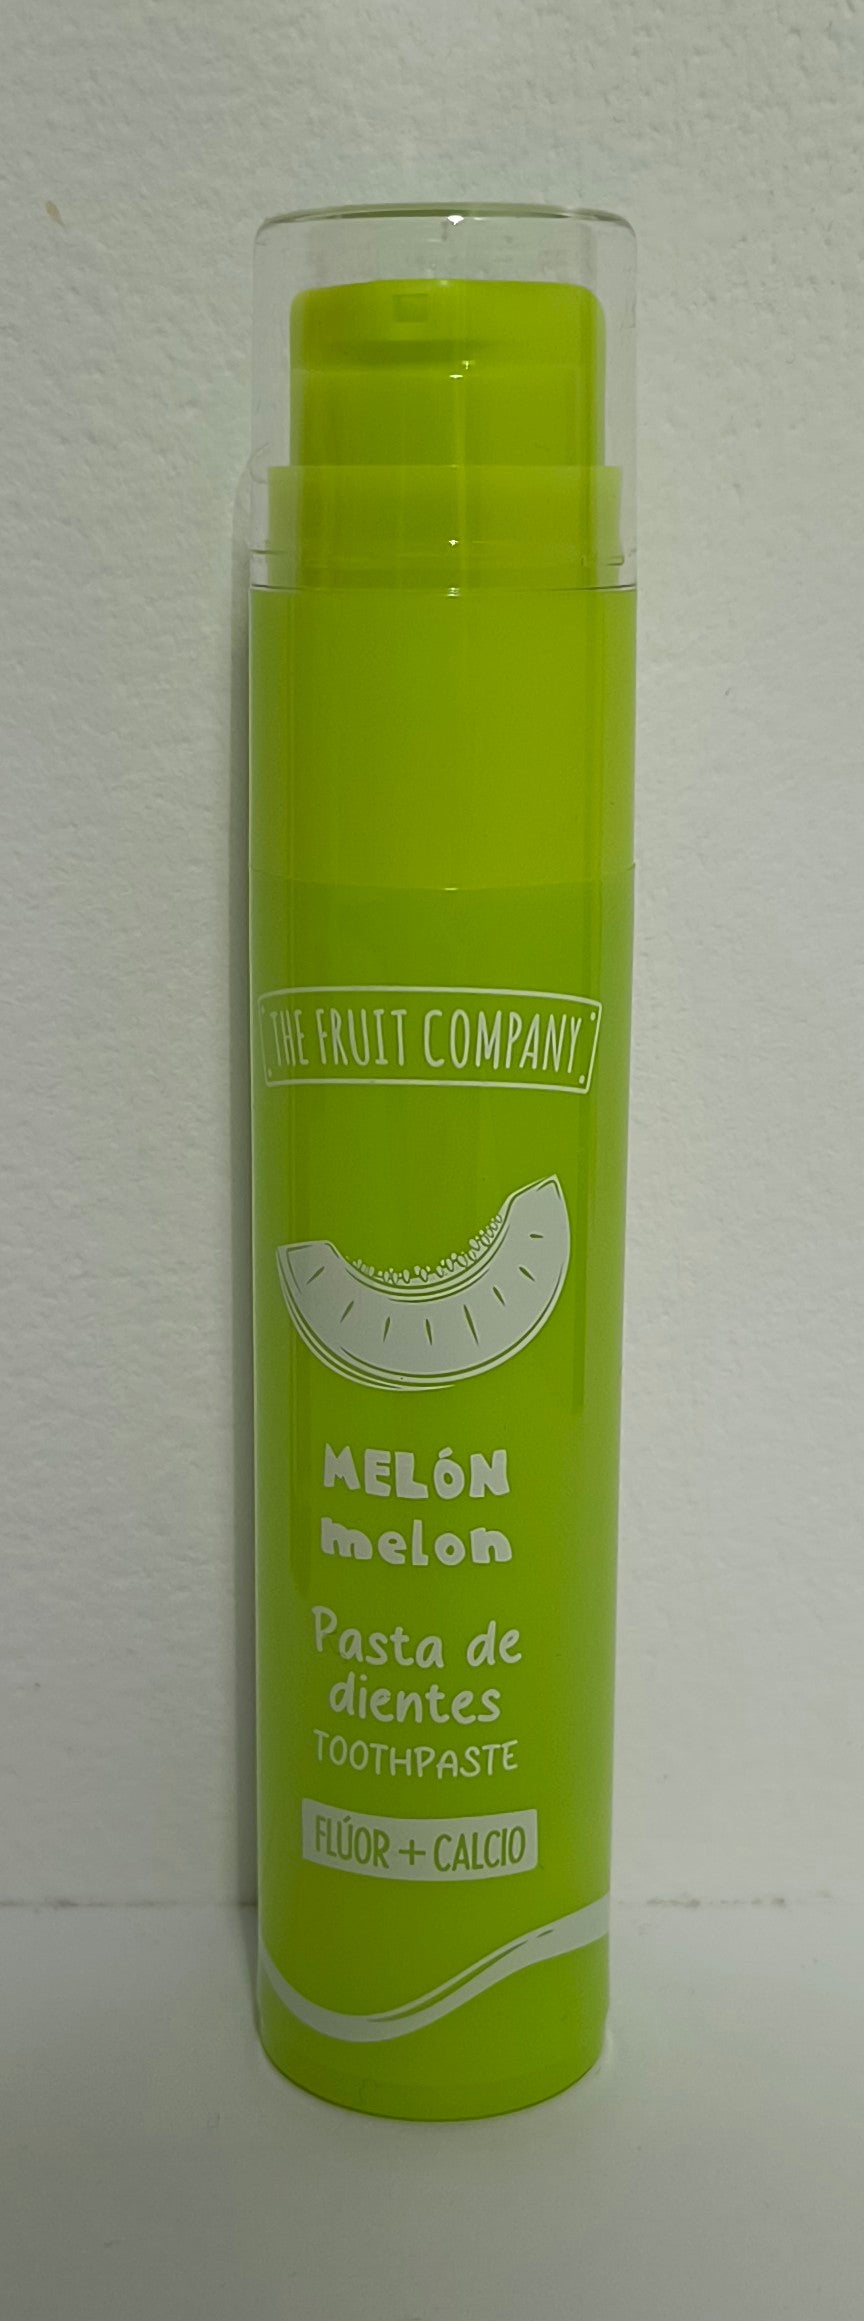 THE FRUIT COMPANY
MELÓN
melon
Pasta de
dientes
TOOTHPASTE
FLÚOR + CALCIO